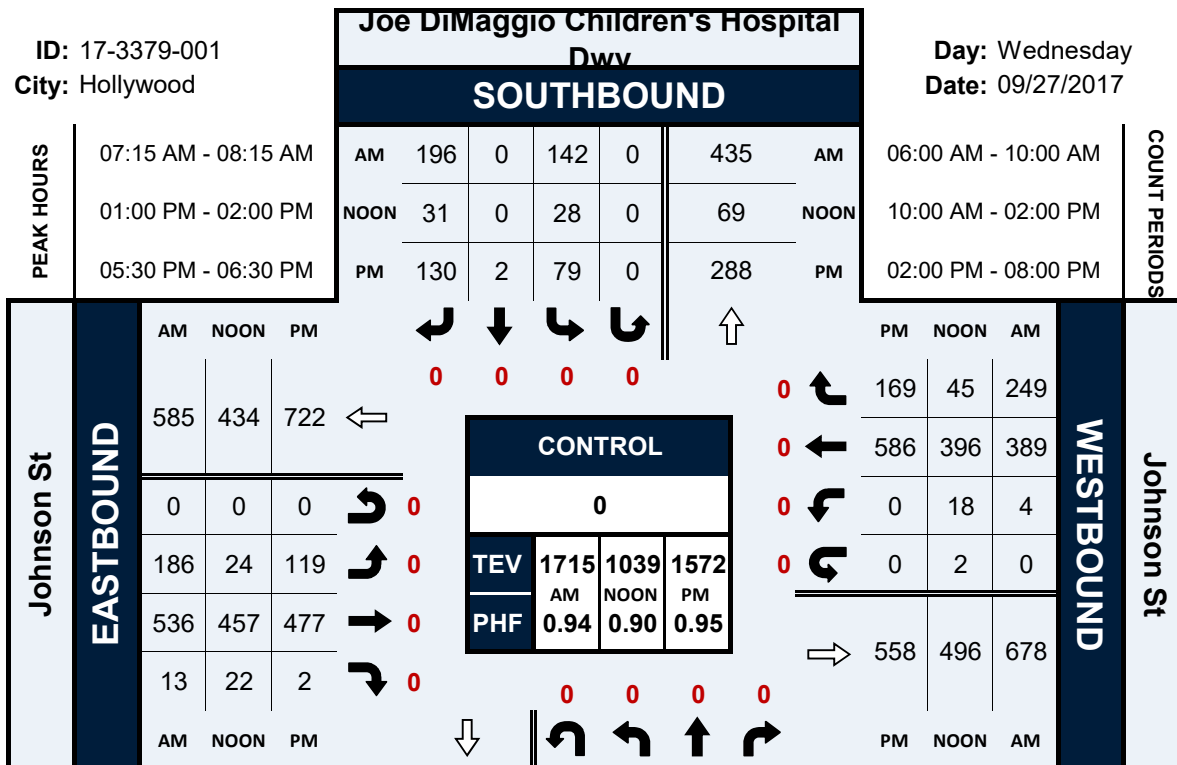 Joe DiMaggio Children's Hospital
Dwy
ID: 17-3379-001
City: Hollywood
Day: Wednesday
Date: 09/27/2017
SOUTHBOUND
PEAK HOURS
07:15 AM - 08:15 AM
01:00 PM - 02:00 PM
05:30 PM - 06:30 PM
AM 196 0 142 0 435 AM
NOON 31 0 28 0 69 NOON
PM 130 2 79 0 288 PM
06:00 AM - 10:00 AM
10:00 AM - 02:00 PM
02:00 PM - 08:00 PM
COUNT PERIODS
0 0 0 0
Johnson St
EASTBOUND
AM NOON PM
585 434 722
0 0 0 0
186 24 119 0
536 457 477 0
13 22 2 0
AM NOON PM
CONTROL
0
TEV 1715 1039 1572
AM NOON PM
PHF 0.94 0.90 0.95
PM NOON AM
0 169 45 249
0 586 396 389
0 0 18 4
0 0 2 0
558 496 678
PM NOON AM
WESTBOUND
Johnson St
0 0 0 0